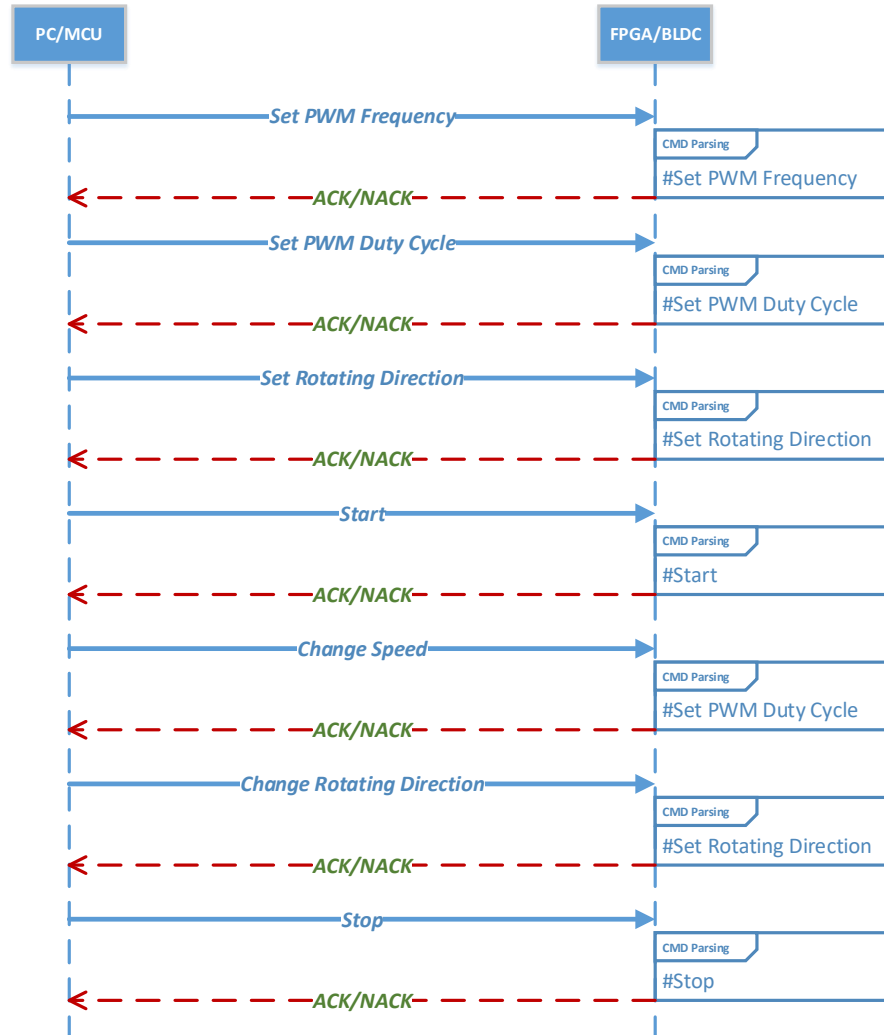 PC/MCU
FPGA/BLDC
Set PWM Frequency
CMD Parsing
#Set PWM Frequency
ACK/NACK
Set PWM Duty Cycle
CMD Parsing
#Set PWM Duty Cycle
ACK/NACK
Set Rotating Direction
CMD Parsing
#Set Rotating Direction
ACK/NACK
Start
CMD Parsing
#Start
ACK/NACK
Change Speed
CMD Parsing
#Set PWM Duty Cycle
ACK/NACK
Change Rotating Direction
CMD Parsing
#Set Rotating Direction
ACK/NACK
Stop
CMD Parsing
#Stop
ACK/NACK